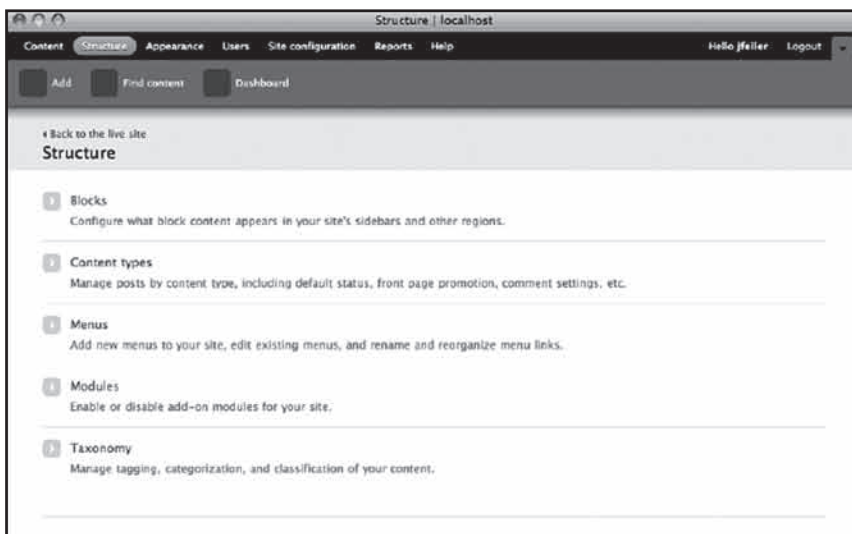 Structure | localhost
Content Structure Appearance Users Site configuration Reports Help Hello jfeiler Logout
Add Find content Dashboard
Back to the live site
Structure
Blocks
Configure what block content appears in your site's sidebars and other regions.
Content types
Manage posts by content type, including default status, front page promotion, comment settings, etc.
Menus
Add new menus to your site, edit existing menus, and rename and reorganize menu links.
Modules
Enable or disable add-on modules for your site.
Taxonomy
Manage tagging, categorization, and classification of your content.